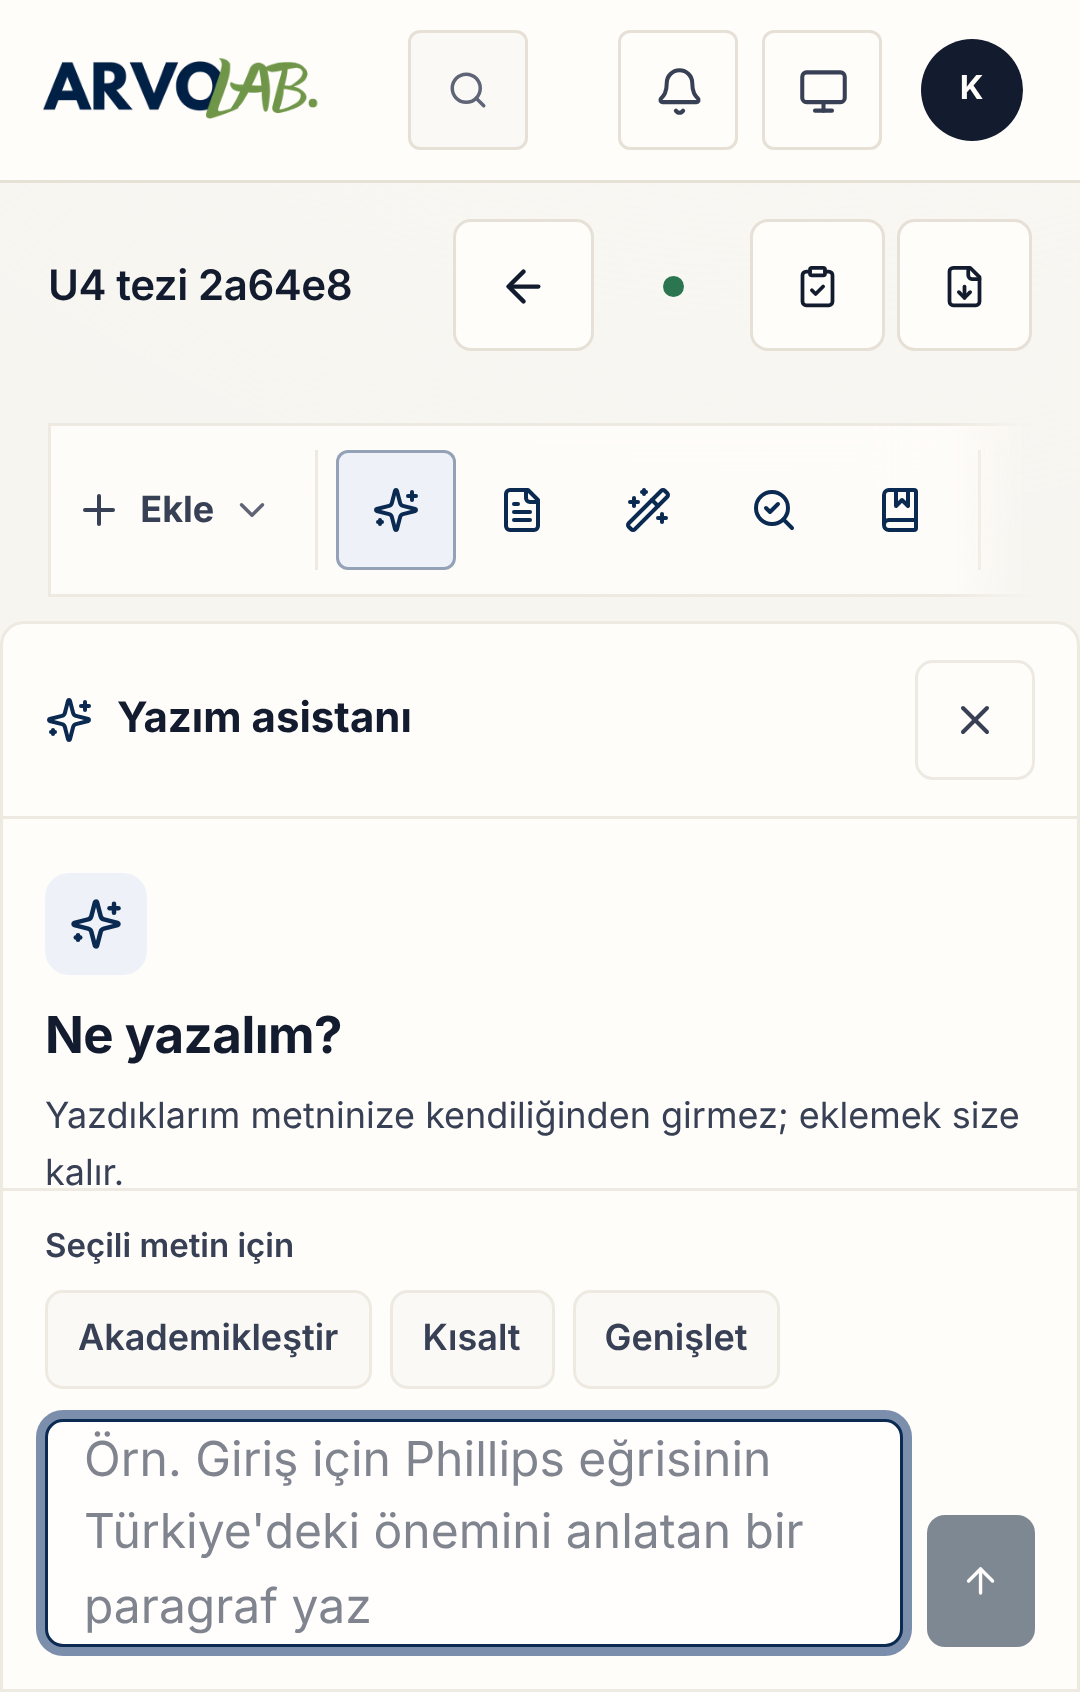 ARVOLAB.
K
U4 tezi 2a64e8
Ekle
Yazım asistanı
Ne yazalım?
Yazdıklarım metninize kendiliğinden girmez; eklemek size
kalır.
Seçili metin için
Akademikleştir Kısalt Genişlet
Örn. Giriş için Phillips eğrisinin
Türkiye'deki önemini anlatan bir
paragraf yaz